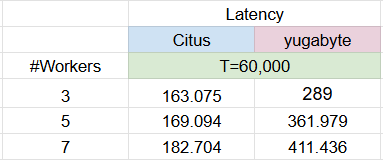 Latency
Citus yugabyte
#Workers T=60,000
3 163.075 289
5 169.094 361.979
7 182.704 411.436